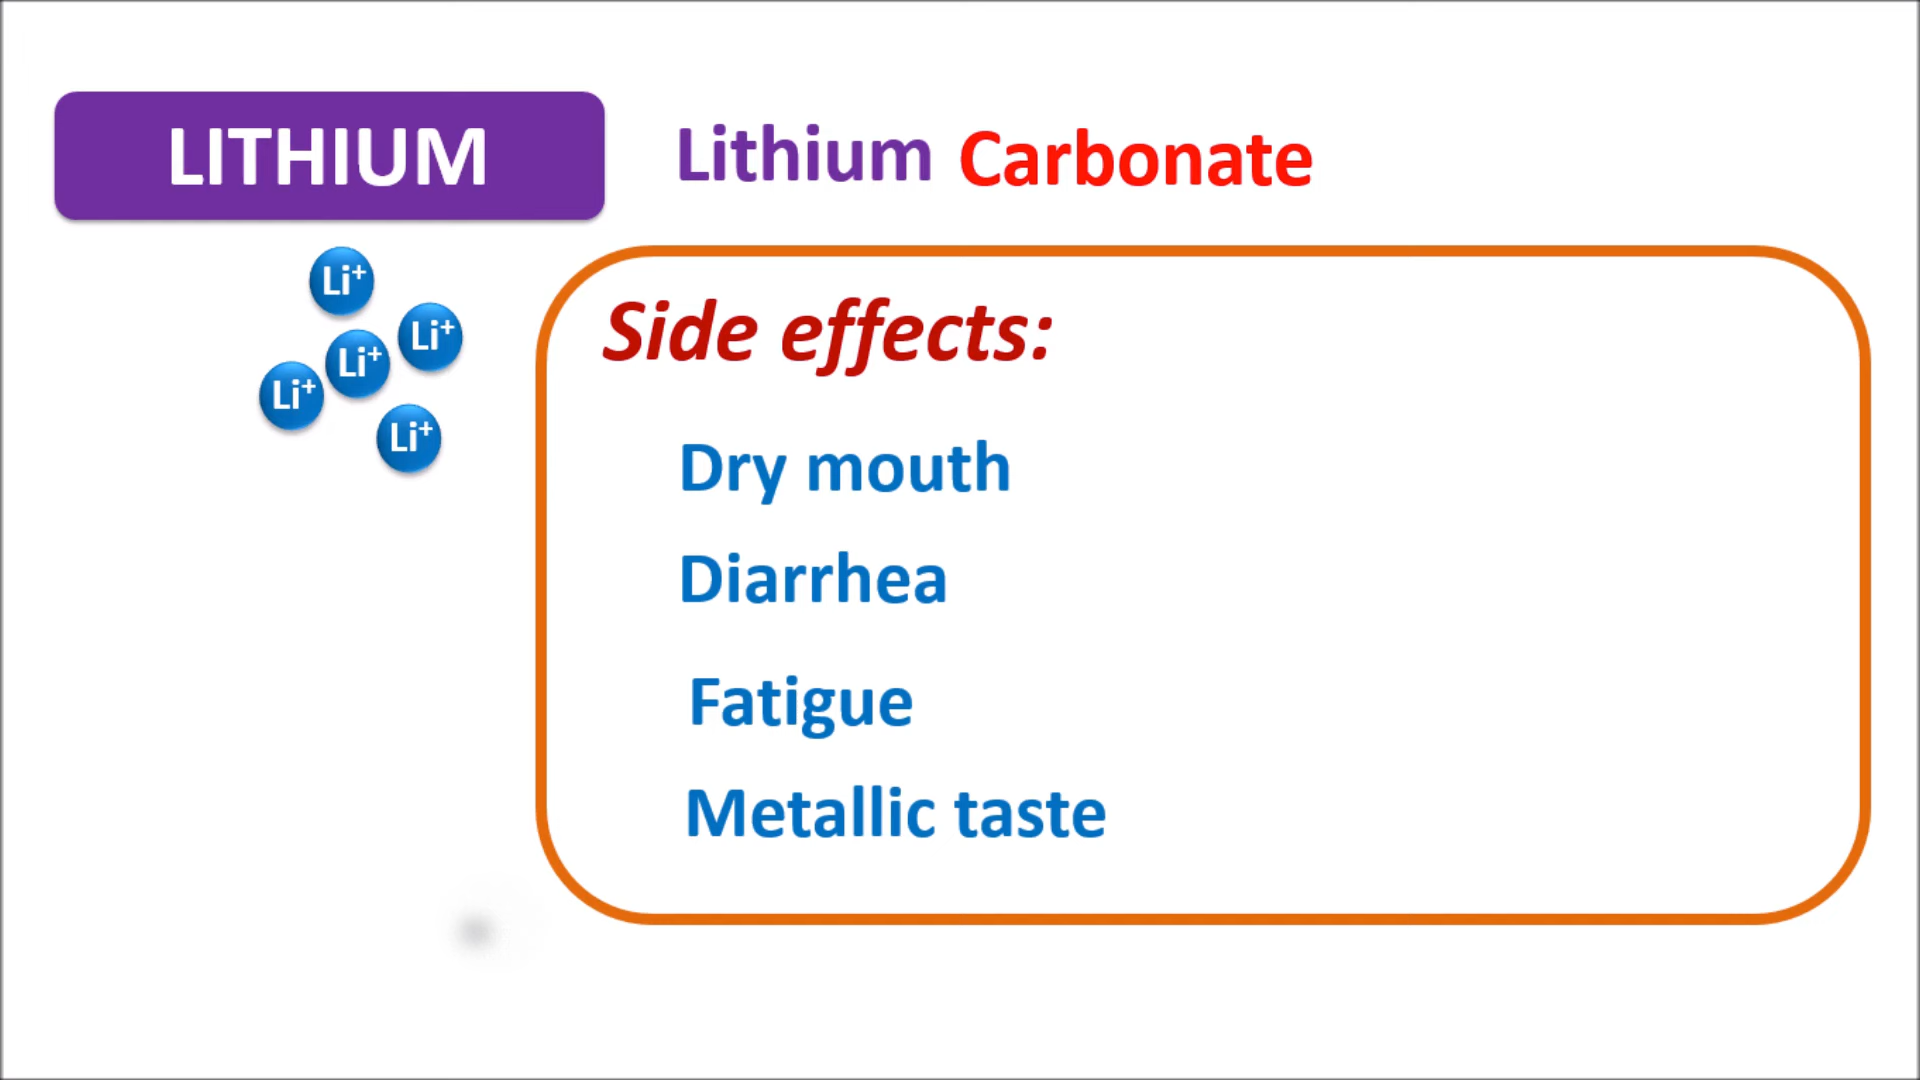 LITHIUM
Lithium Carbonate
Li⁺
Li⁺
Li⁺
Li⁺
Li⁺
Side effects:
Dry mouth
Diarrhea
Fatigue
Metallic taste